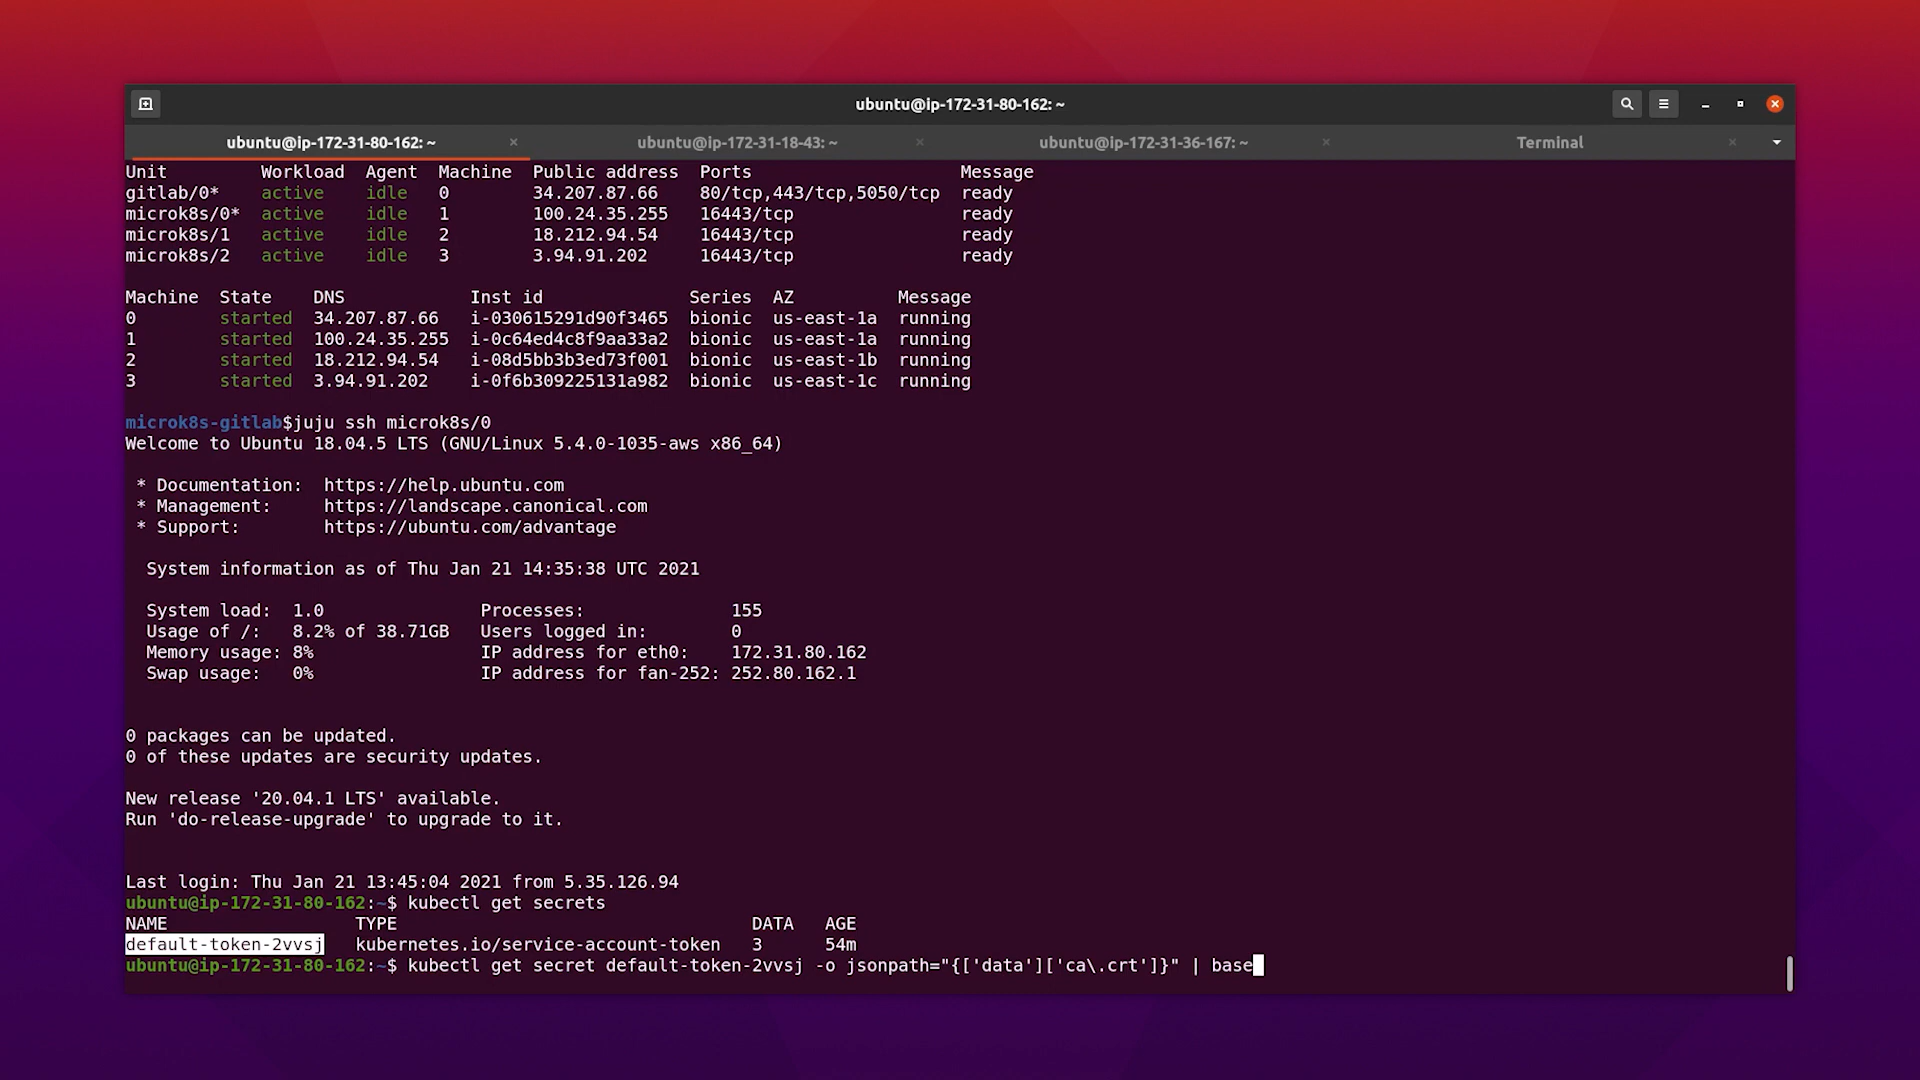 ubuntu@ip-172-31-80-162: ~
ubuntu@ip-172-31-80-162: ~ ubuntu@ip-172-31-18-43: ~ ubuntu@ip-172-31-36-167: ~ Terminal
Unit Workload Agent Machine Public address Ports Message
gitlab/0* active idle 0 34.207.87.66 80/tcp,443/tcp,5050/tcp ready
microk8s/0* active idle 1 100.24.35.255 16443/tcp ready
microk8s/1 active idle 2 18.212.94.54 16443/tcp ready
microk8s/2 active idle 3 3.94.91.202 16443/tcp ready
Machine State DNS Inst id Series AZ Message
0 started 34.207.87.66 i-030615291d90f3465 bionic us-east-1a running
1 started 100.24.35.255 i-0c64ed4c8f9aa33a2 bionic us-east-1a running
2 started 18.212.94.54 i-08d5bb3b3ed73f001 bionic us-east-1b running
3 started 3.94.91.202 i-0f6b309225131a982 bionic us-east-1c running
microk8s-gitlab$juju ssh microk8s/0
Welcome to Ubuntu 18.04.5 LTS (GNU/Linux 5.4.0-1035-aws x86_64)
* Documentation: https://help.ubuntu.com
* Management: https://landscape.canonical.com
* Support: https://ubuntu.com/advantage
System information as of Thu Jan 21 14:35:38 UTC 2021
System load: 1.0 Processes: 155
Usage of /: 8.2% of 38.71GB Users logged in: 0
Memory usage: 8% IP address for eth0: 172.31.80.162
Swap usage: 0% IP address for fan-252: 252.80.162.1
0 packages can be updated.
0 of these updates are security updates.
New release '20.04.1 LTS' available.
Run 'do-release-upgrade' to upgrade to it.
Last login: Thu Jan 21 13:45:04 2021 from 5.35.126.94
ubuntu@ip-172-31-80-162:~$ kubectl get secrets
NAME TYPE DATA AGE
default-token-2vvsj kubernetes.io/service-account-token 3 54m
ubuntu@ip-172-31-80-162:~$ kubectl get secret default-token-2vvsj -o jsonpath="{['data']['ca\.crt']}" | base